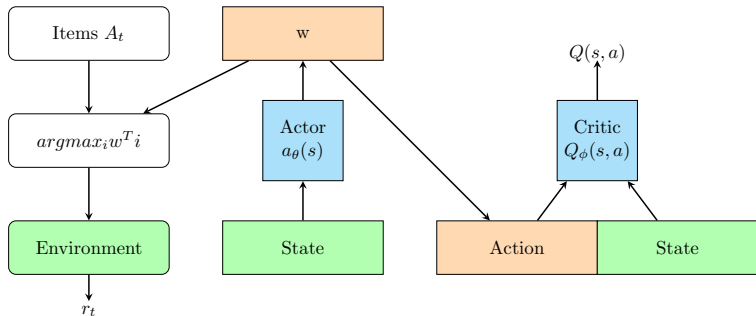 Items $A_t$
w
$Q(s, a)$
$argmax_i w^T i$
Actor
$a_\theta(s)$
Critic
$Q_\phi(s, a)$
Environment
State
Action
State
$r_t$